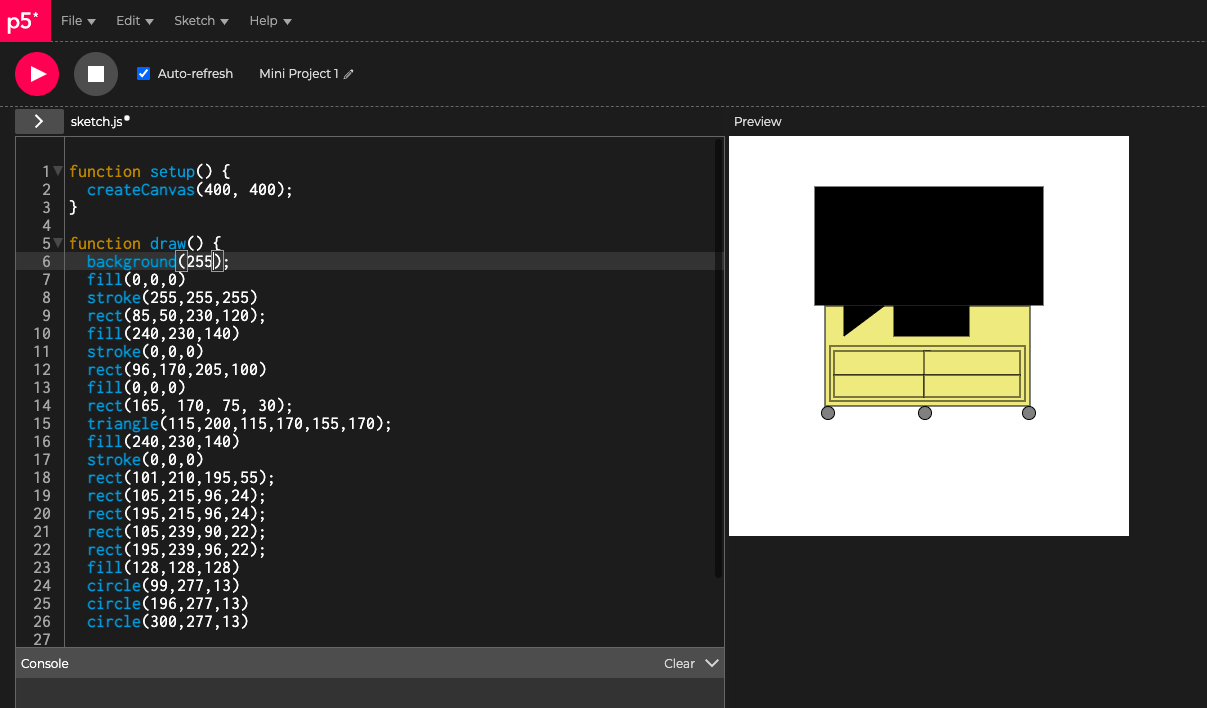 p5* File Edit Sketch Help
Auto-refresh Mini Project 1
sketch.js
Preview
1 function setup() {
2 createCanvas(400, 400);
3 }
4
5 function draw() {
6 background(255);
7 fill(0,0,0)
8 stroke(255,255,255)
9 rect(85,50,230,120);
10 fill(240,230,140)
11 stroke(0,0,0)
12 rect(96,170,205,100)
13 fill(0,0,0)
14 rect(165, 170, 75, 30);
15 triangle(115,200,115,170,155,170);
16 fill(240,230,140)
17 stroke(0,0,0)
18 rect(101,210,195,55);
19 rect(105,215,96,24);
20 rect(195,215,96,24);
21 rect(105,239,90,22);
22 rect(195,239,96,22);
23 fill(128,128,128)
24 circle(99,277,13)
25 circle(196,277,13)
26 circle(300,277,13)
27
Console Clear